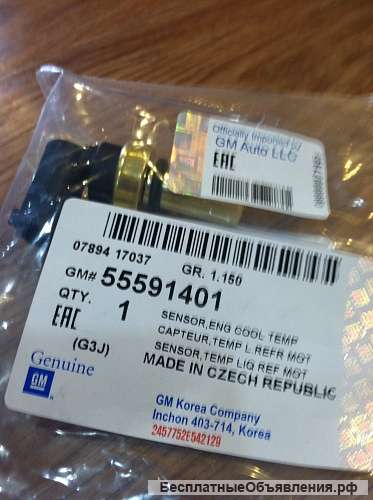 Officially Imported by
GM Auto LLC
EAC
07894 17037
GR. 1.150
GM# 55591401
QTY. 1
EAC
(G3J)
SENSOR,ENG COOL TEMP
CAPTEUR,TEMP L REFR MOT
SENSOR,TEMP LIQ REF MOT
MADE IN CZECH REPUBLIC
Genuine
GM
GM Korea Company
Inchon 403-714, Korea
2457752E542129
БесплатныеОбъявления.рф